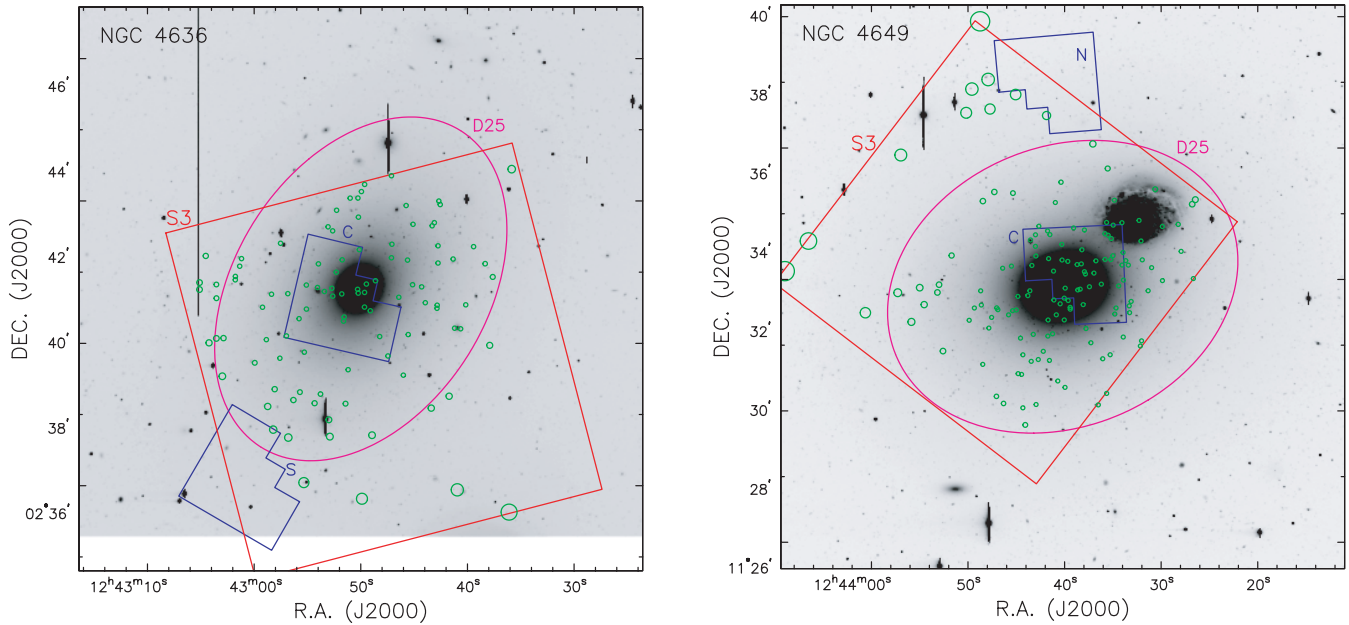 NGC 4636
D25
S3
C
S
46′
44′
42′
40′
38′
02°36′
DEC. (J2000)
12ʰ43ᵐ10ˢ
43ᵐ00ˢ
50ˢ
40ˢ
30ˢ
R.A. (J2000)
NGC 4649
N
S3
D25
C
40′
38′
36′
34′
32′
30′
28′
11°26′
DEC. (J2000)
12ʰ44ᵐ00ˢ
50ˢ
40ˢ
30ˢ
20ˢ
R.A. (J2000)